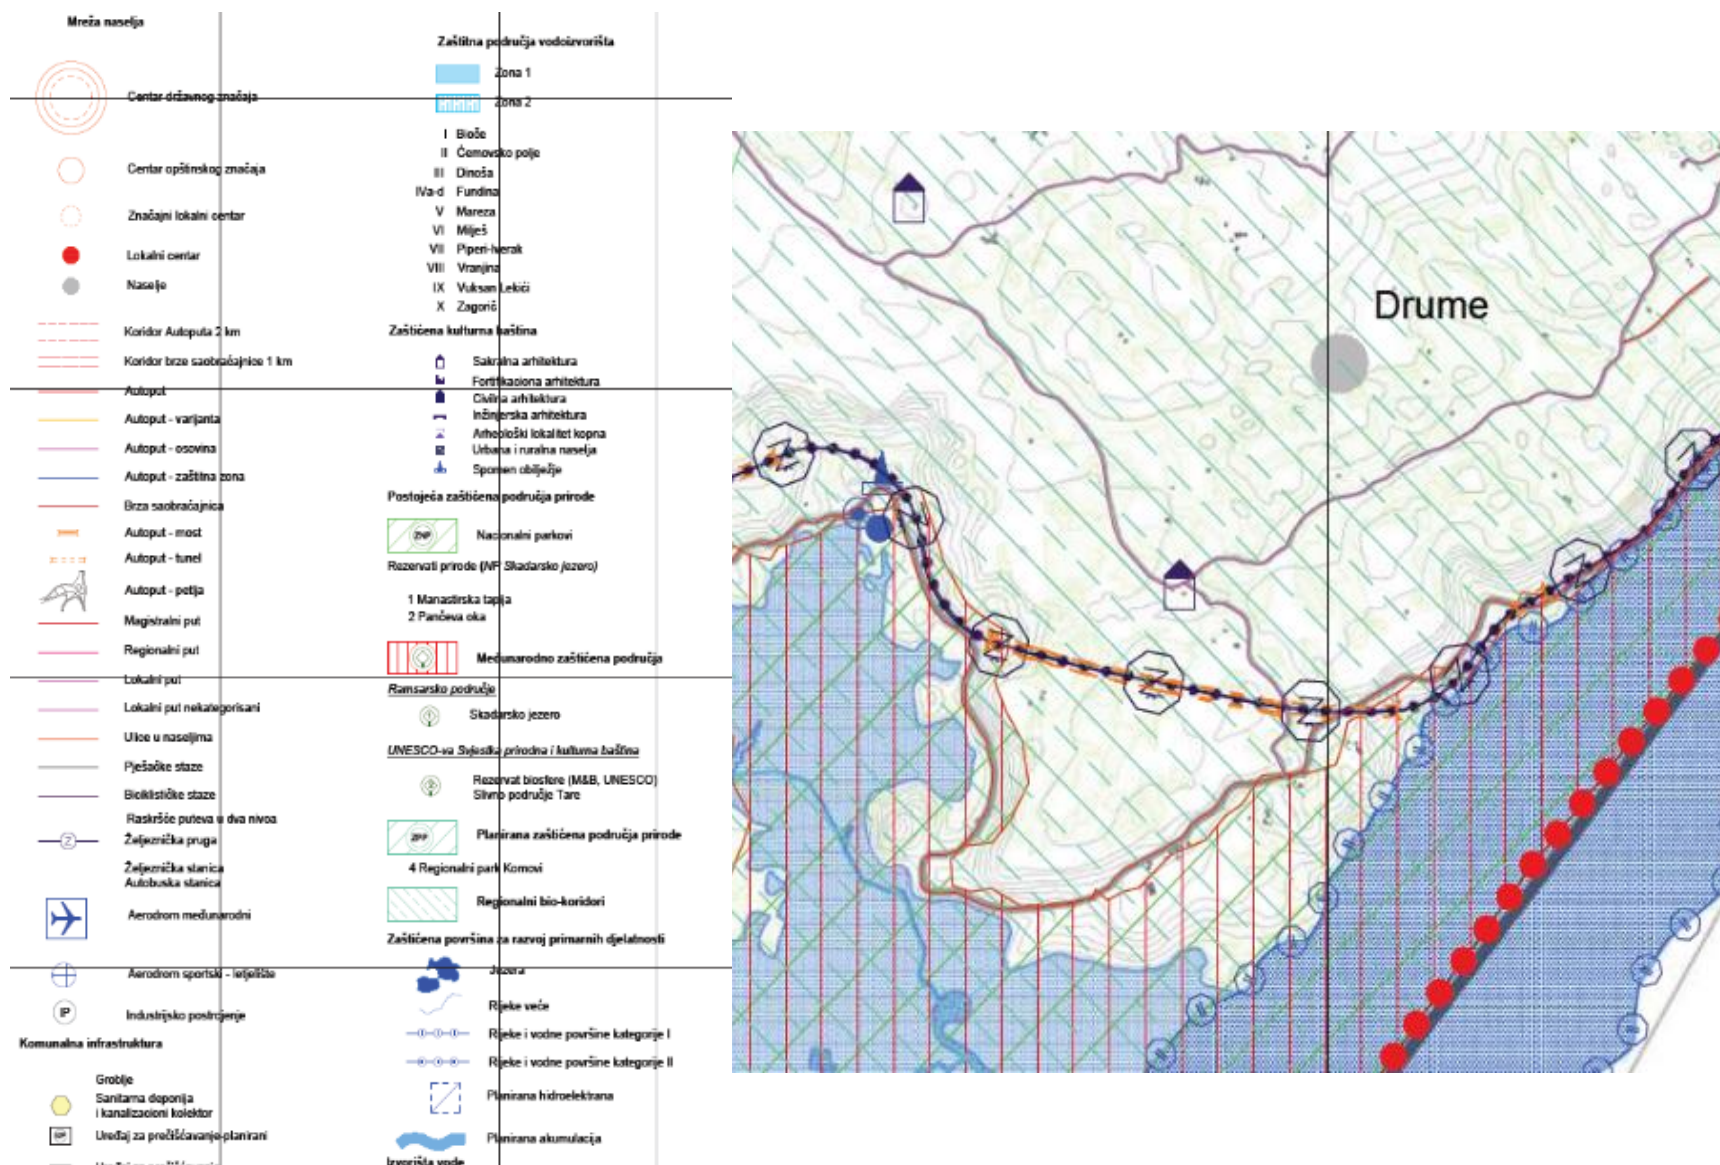 Mreža naselja
Centar državnog značaja
Centar opštinskog značaja
Značajni lokalni centar
Lokalni centar
Naselje
Koridor Autoputa 2 km
Koridor brze saobraćajnice 1 km
Autoput
Autoput - varijanta
Autoput - osovina
Autoput - zaštitna zona
Brza saobraćajnica
Autoput - most
Autoput - tunel
Autoput - petlja
Magistralni put
Regionalni put
Lokalni put
Lokalni put nekategorisani
Ulice u naseljima
Pješačke staze
Biciklističke staze
Raskršće puteva u dva nivoa
Z Željeznička pruga
Željeznička stanica
Autobuska stanica
Aerodrom međunarodni
Aerodrom sportski - letjelište
IP Industrijsko postrojenje
Komunalna infrastruktura
Groblje
Sanitarna deponija
i kanalizacioni kolektor
Uređaj za prečišćavanje-planirani
Zaštitna područja vodoizvorišta
Zona 1
Zona 2
I Bioče
II Ćemovsko polje
III Dinoša
IVa-d Fundina
V Mareza
VI Milješ
VII Piperi-Iverak
VIII Vranjina
IX Vuksan Lekići
X Zagorič
Zaštićena kulturna baština
Sakralna arhitektura
Fortifikaciona arhitektura
Civilna arhitektura
Inžinjerska arhitektura
Arheološki lokalitet kopna
Urbana i ruralna naselja
Spomen obilježje
Postojeća zaštićena područja prirode
ZNP Nacionalni parkovi
Rezervati prirode (NP Skadarsko jezero)
1 Manastirska tapija
2 Pančeva oka
Međunarodno zaštićena područja
Ramsarsko područje
1 Skadarsko jezero
UNESCO-va Svjetska prirodna i kulturna baština
2 Rezervat biosfere (M&B, UNESCO)
Slivno područje Tare
ZPP Planirana zaštićena područja prirode
4 Regionalni park Komovi
Regionalni bio-koridori
Zaštićena površina za razvoj primarnih djelatnosti
Jezera
Rijeke veće
Rijeke i vodne površine kategorije I
Rijeke i vodne površine kategorije II
Planirana hidroelektrana
Planirana akumulacija
Izvorišta vode
Drume